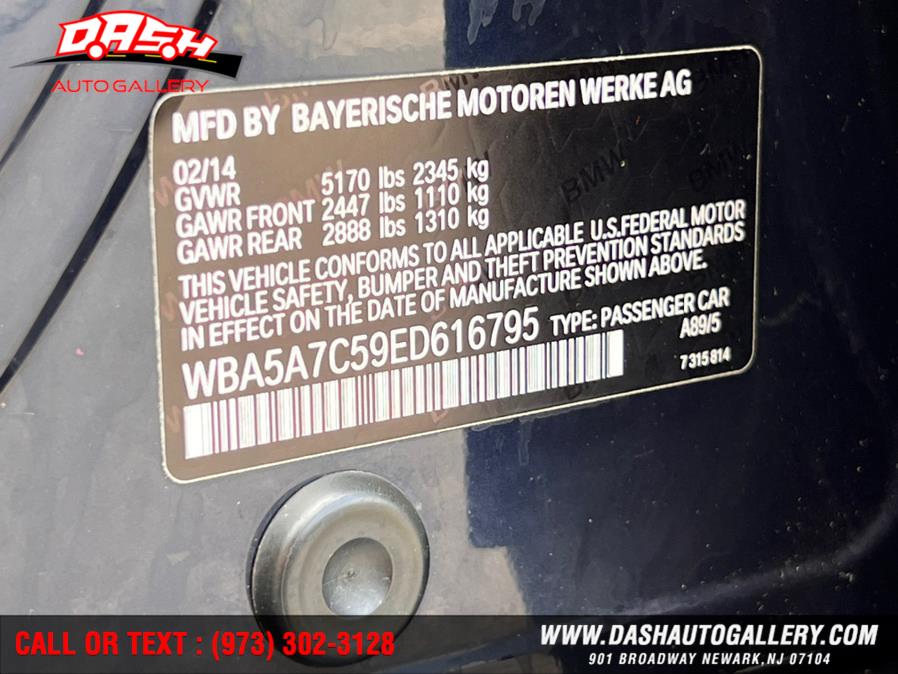 DASH
AUTO GALLERY
MFD BY BAYERISCHE MOTOREN WERKE AG
02/14
GVWR 5170 lbs 2345 kg
GAWR FRONT 2447 lbs 1110 kg
GAWR REAR 2888 lbs 1310 kg
THIS VEHICLE CONFORMS TO ALL APPLICABLE U.S.FEDERAL MOTOR
VEHICLE SAFETY, BUMPER AND THEFT PREVENTION STANDARDS
IN EFFECT ON THE DATE OF MANUFACTURE SHOWN ABOVE.
WBA5A7C59ED616795 TYPE: PASSENGER CAR
A89/5
7315814
CALL OR TEXT : (973) 302-3128
WWW.DASHAUTOGALLERY.COM
901 BROADWAY NEWARK,NJ 07104